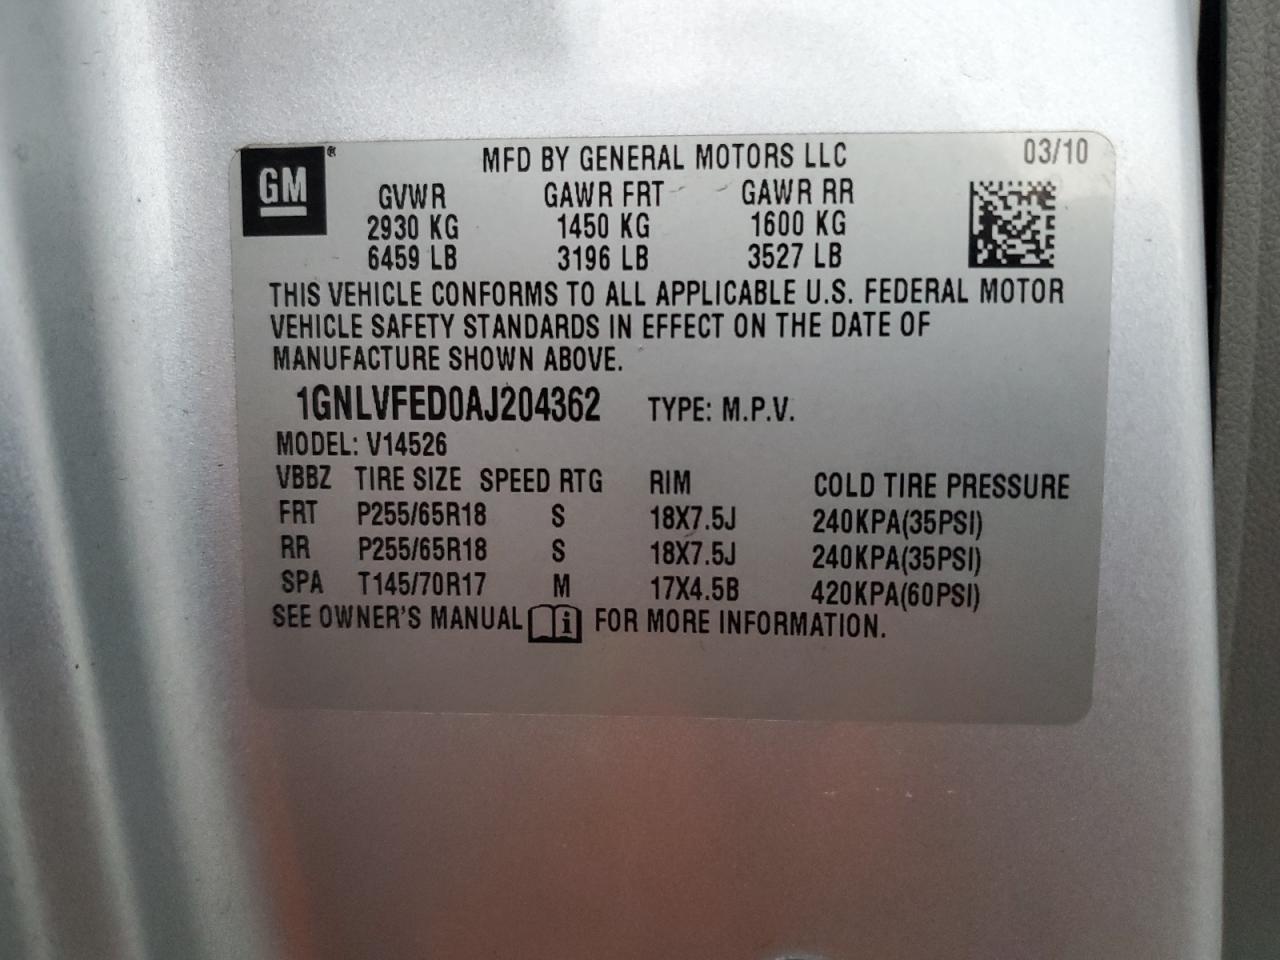 GM®
MFD BY GENERAL MOTORS LLC 03/10
GVWR GAWR FRT GAWR RR
2930 KG 1450 KG 1600 KG
6459 LB 3196 LB 3527 LB
THIS VEHICLE CONFORMS TO ALL APPLICABLE U.S. FEDERAL MOTOR
VEHICLE SAFETY STANDARDS IN EFFECT ON THE DATE OF
MANUFACTURE SHOWN ABOVE.
1GNLVFED0AJ204362 TYPE: M.P.V.
MODEL: V14526
VBBZ TIRE SIZE SPEED RTG RIM COLD TIRE PRESSURE
FRT P255/65R18 S 18X7.5J 240KPA(35PSI)
RR P255/65R18 S 18X7.5J 240KPA(35PSI)
SPA T145/70R17 M 17X4.5B 420KPA(60PSI)
SEE OWNER'S MANUAL i FOR MORE INFORMATION.